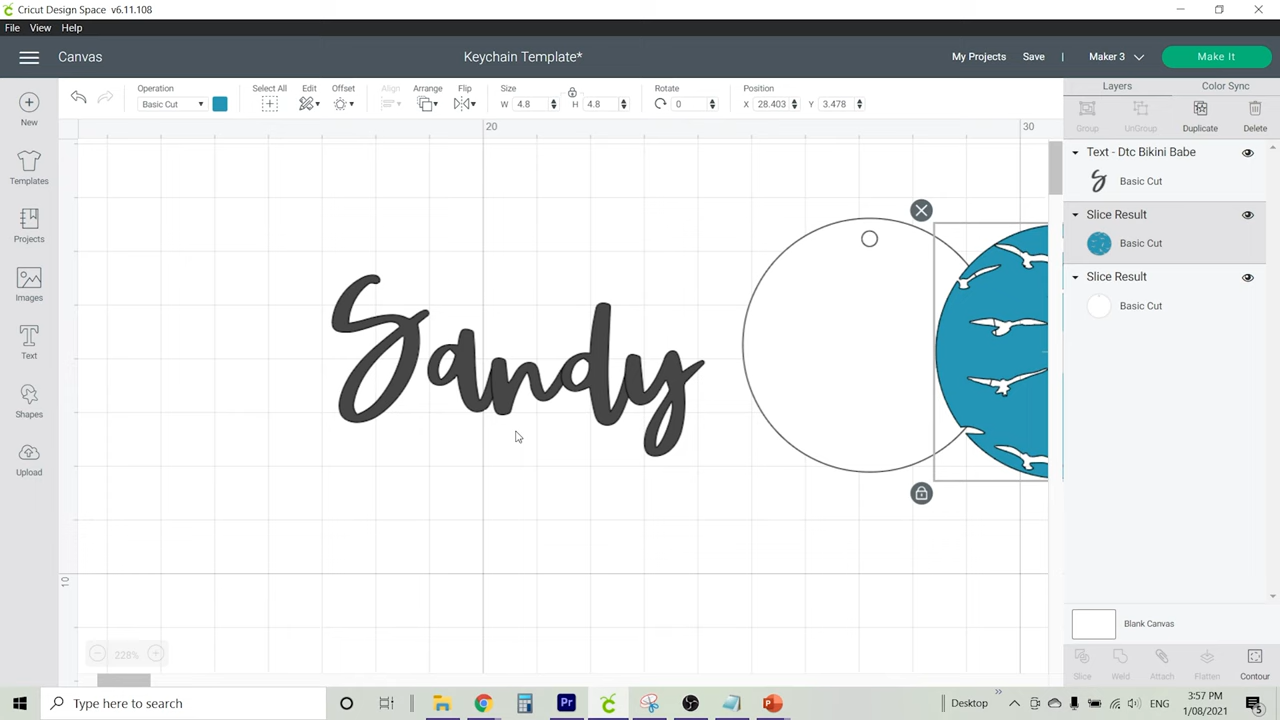 Cricut Design Space v6.11.108
File View Help
Canvas
Keychain Template*
My Projects Save Maker 3 Make It
Operation
Basic Cut
Select All Edit Offset Align Arrange Flip
Size
W 4.8 H 4.8
Rotate
0
Position
X 28.403 Y 3.478
Layers Color Sync
Group UnGroup Duplicate Delete
New
Templates
Projects
Images
Text
Shapes
Upload
20 30
10
Sandy
Text - Dtc Bikini Babe
Basic Cut
Slice Result
Basic Cut
Slice Result
Basic Cut
Blank Canvas
228%
Slice Weld Attach Flatten Contour
Type here to search
Pr
Desktop
ENG
3:57 PM
1/08/2021
5